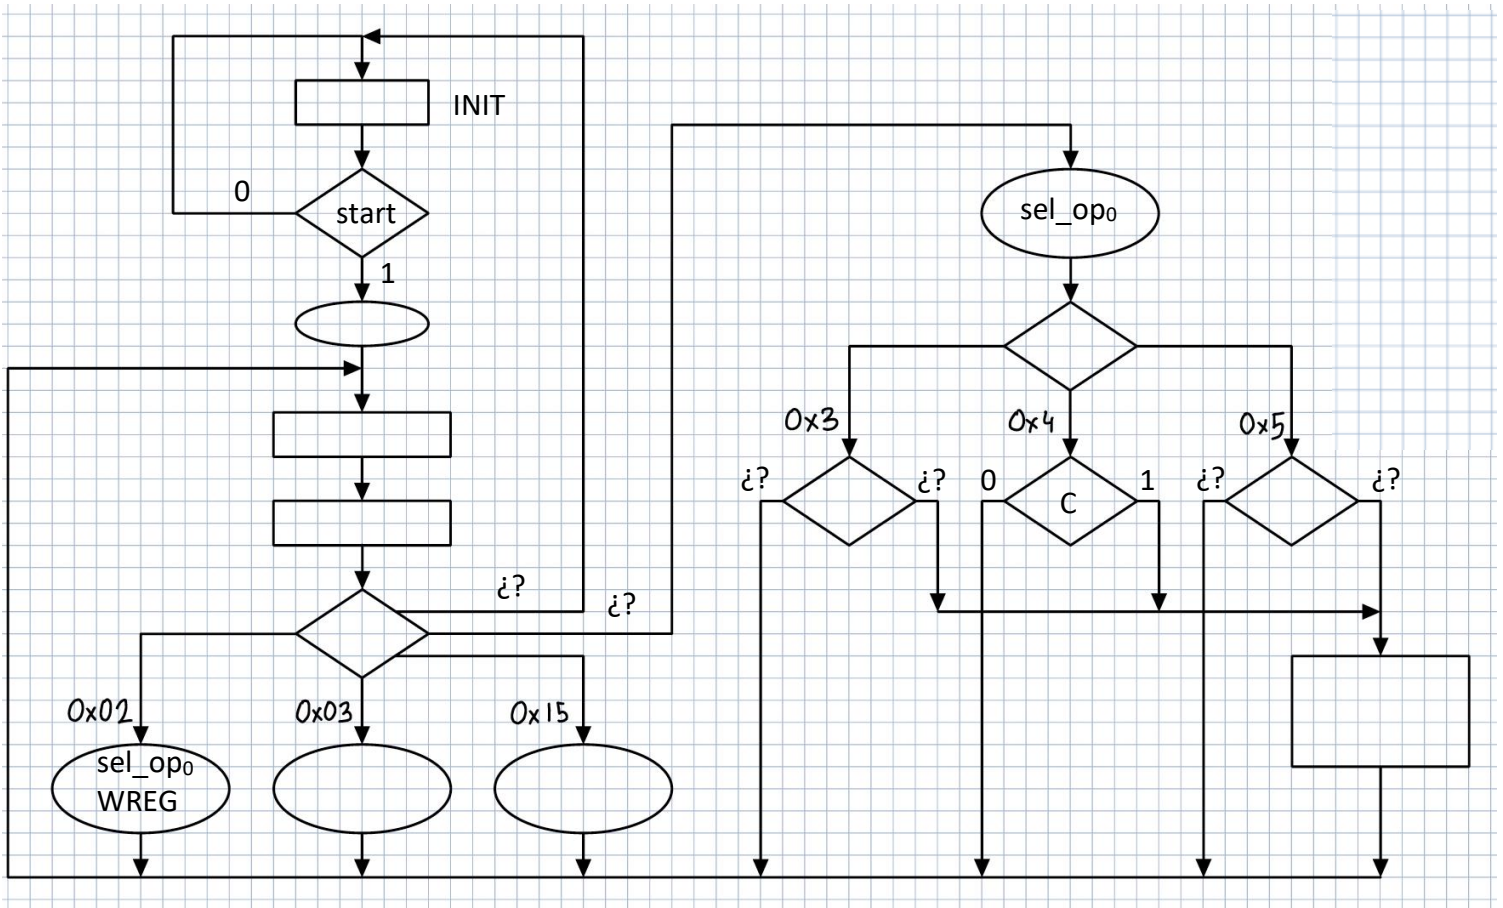 INIT
0
start
1
¿?
¿?
0x02
0x03
0x15
sel_op₀
WREG
sel_op₀
0x3
0x4
0x5
¿?
¿?
0
C
1
¿?
¿?